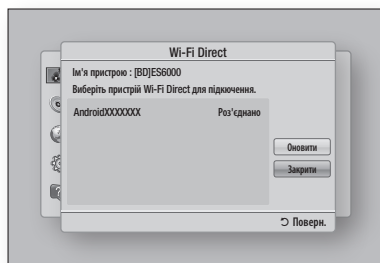 Wi-Fi Direct
Ім'я пристрою : [BD]ES6000
Виберіть пристрій Wi-Fi Direct для підключення.
AndroidXXXXXXX Роз'єднано
Оновити
Закрити
⮌ Поверн.